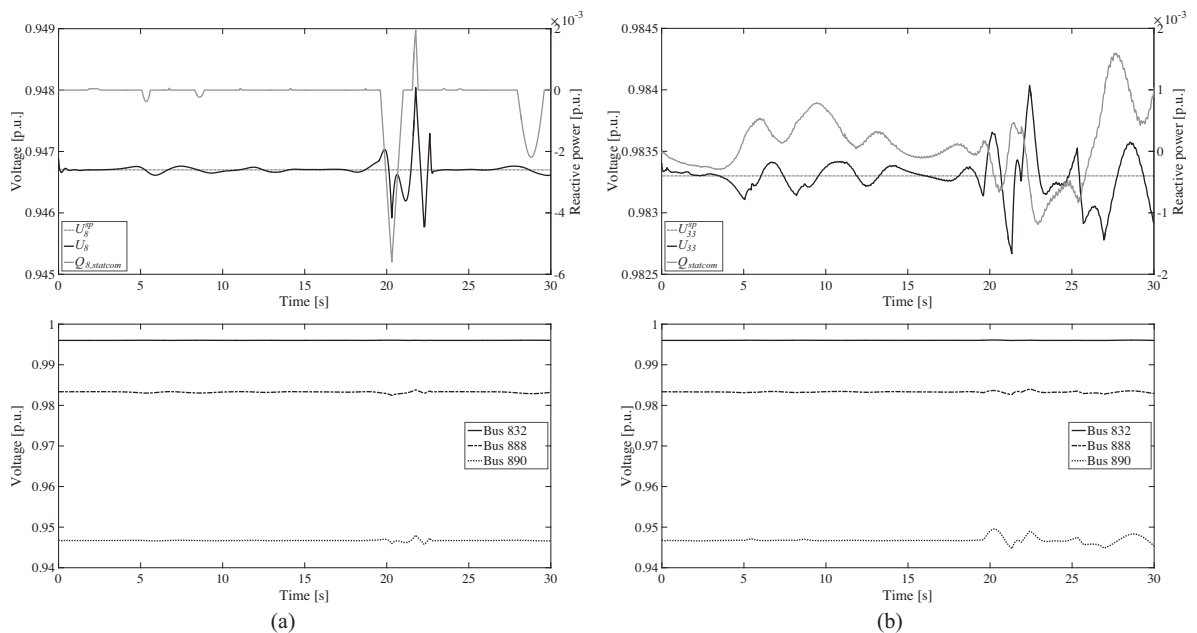 ×10⁻³
0.949
0.948
0.947
0.946
0.945
2
0
-2
-4
-6
Voltage [p.u.]
Reactive power [p.u.]
U₈ˢᵖ
U₈
Q₈,statcom
0 5 10 15 20 25 30
Time [s]
×10⁻³
0.9845
0.984
0.9835
0.983
0.9825
2
1
0
-1
-2
Voltage [p.u.]
Reactive power [p.u.]
U₃₃ˢᵖ
U₃₃
Qstatcom
0 5 10 15 20 25 30
Time [s]
1
0.99
0.98
0.97
0.96
0.95
0.94
Voltage [p.u.]
Bus 832
Bus 888
Bus 890
0 5 10 15 20 25 30
Time [s]
(a)
1
0.99
0.98
0.97
0.96
0.95
0.94
Voltage [p.u.]
Bus 832
Bus 888
Bus 890
0 5 10 15 20 25 30
Time [s]
(b)